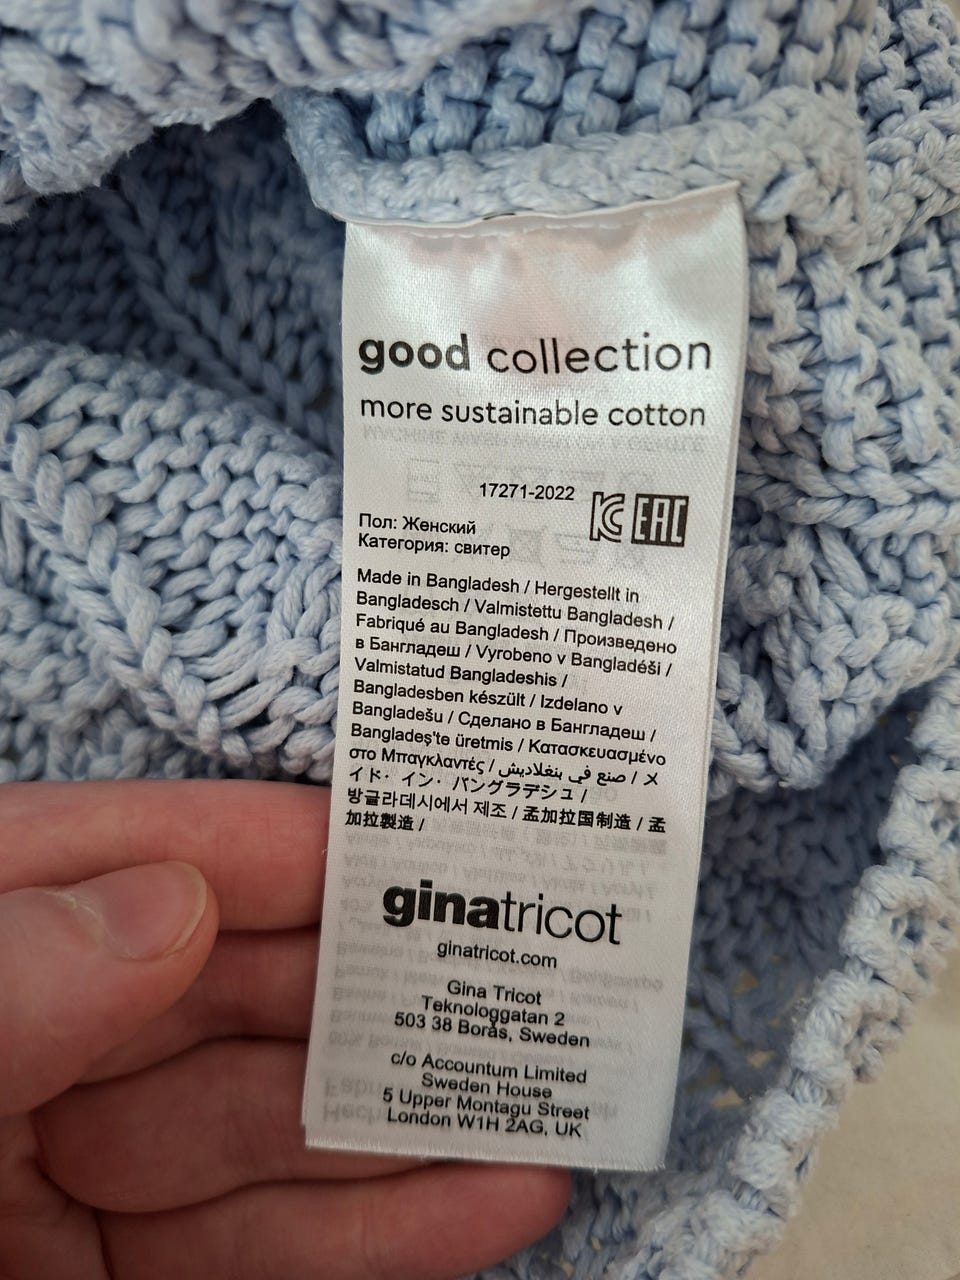 good collection
more sustainable cotton
17271-2022
EAC
Пол: Женский
Категория: свитер
Made in Bangladesh / Hergestellt in
Bangladesch / Valmistettu Bangladesh /
Fabriqué au Bangladesh / Произведено
в Бангладеш / Vyrobeno v Bangladéši /
Valmistatud Bangladeshis /
Bangladesben készült / Izdelano v
Bangladešu / Сделано в Бангладеш /
Bangladeş'te üretmis / Κατασκευασμένο
στο Μπαγκλαντές / صنع في بنغلاديش / メ
イド・イン・バングラデシュ /
방글라데시에서 제조 / 孟加拉国制造 / 孟
加拉製造 /
ginatricot
ginatricot.com
Gina Tricot
Teknologgatan 2
503 38 Borås, Sweden
c/o Accountum Limited
Sweden House
5 Upper Montagu Street
London W1H 2AG, UK